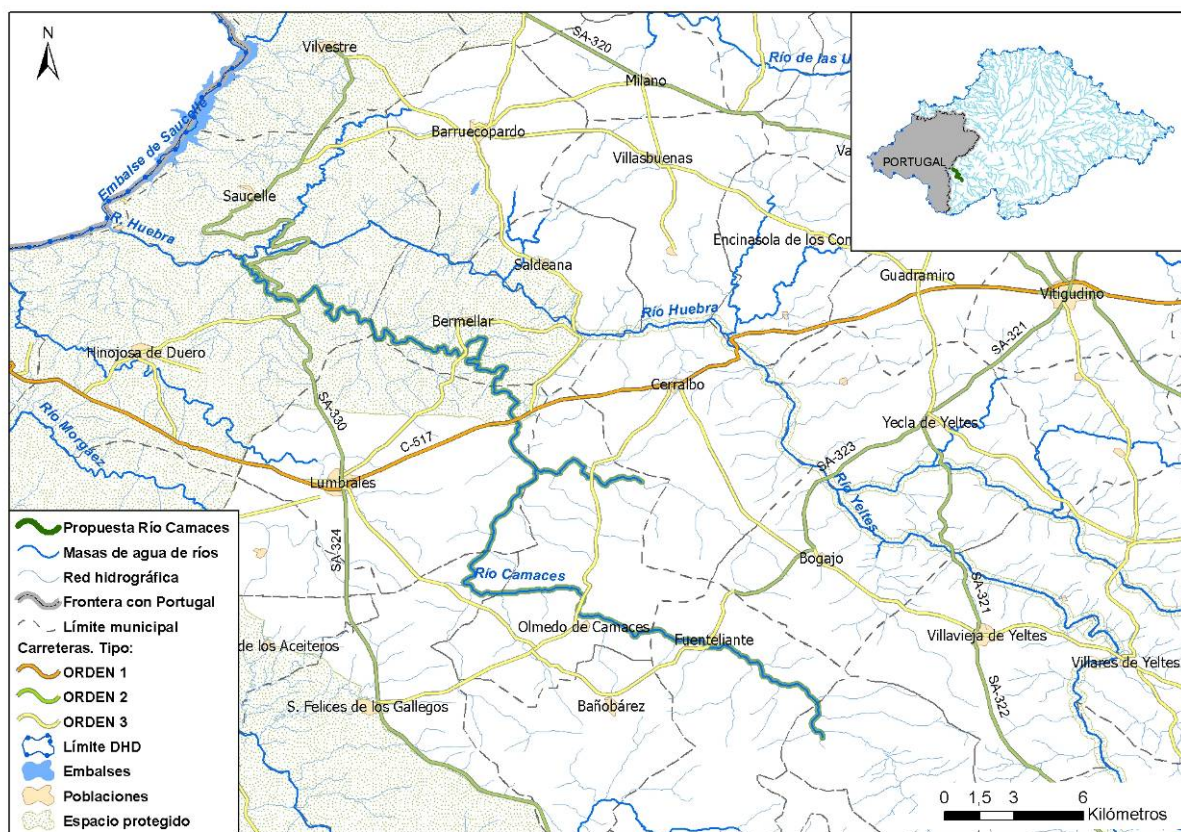 N
Vilvestre
SA-320
Río de las U
Milano
Embalse de Saucelle
Barruecopardo
Villasbuenas
Va
PORTUGAL
Saucelle
R. Huebra
Encinasola de los Con
Saldeana
Guadramiro
Vitigudino
Río Huebra
Bermellar
SA-321
Hinojosa de Duero
Cerralbo
SA-330
Yecla de Yeltes
Río Morgáez
C-517
SA-323
Lumbrales
Río Yeltes
SA-324
Bogajo
Río Camaces
SA-321
Olmedo de Camaces
Fuenteliante
Villavieja de Yeltes
de los Aceiteros
Villares de Yeltes
S. Felices de los Gallegos
Bañobárez
SA-322
Propuesta Río Camaces
Masas de agua de ríos
Red hidrográfica
Frontera con Portugal
Límite municipal
Carreteras. Tipo:
ORDEN 1
ORDEN 2
ORDEN 3
Límite DHD
Embalses
Poblaciones
Espacio protegido
0 1,5 3 6
Kilómetros